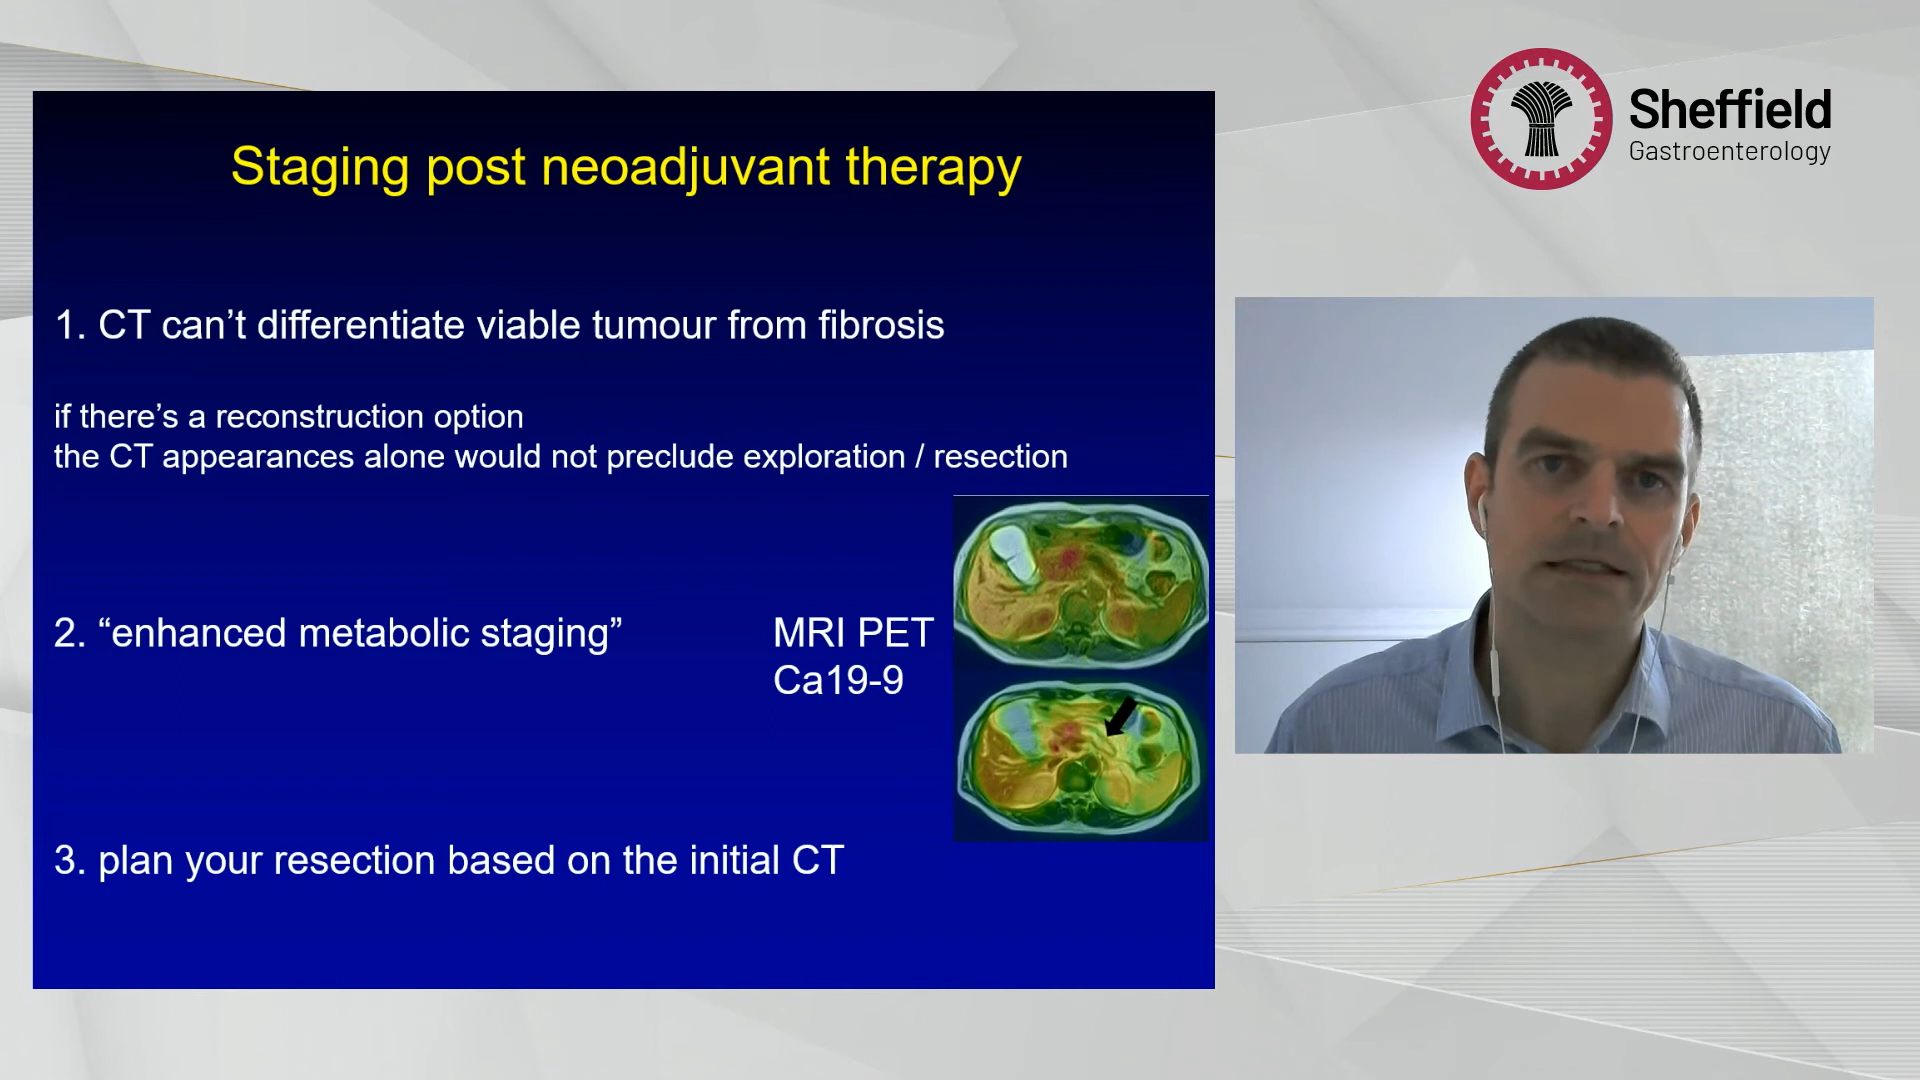 Staging post neoadjuvant therapy
1. CT can’t differentiate viable tumour from fibrosis
if there’s a reconstruction option
the CT appearances alone would not preclude exploration / resection
2. “enhanced metabolic staging”
MRI PET
Ca19-9
3. plan your resection based on the initial CT
Sheffield
Gastroenterology